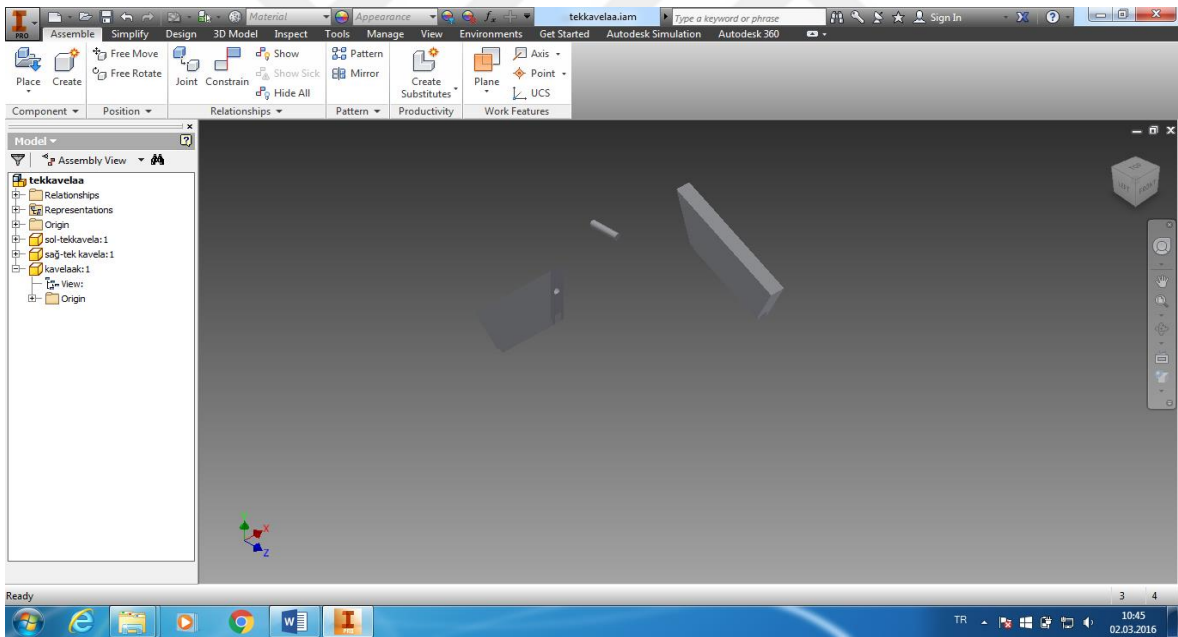 Material Appearance tekkavelaa.iam Type a keyword or phrase Sign In
PRO Assemble Simplify Design 3D Model Inspect Tools Manage View Environments Get Started Autodesk Simulation Autodesk 360
Free Move Show Pattern Axis
Free Rotate Show Sick Mirror Point
Place Create Joint Constrain Hide All Create Substitutes Plane UCS
Component Position Relationships Pattern Productivity Work Features
Model
Assembly View
tekkavelaa
Relationships
Representations
Origin
sol-tekkavela:1
sağ-tek kavela:1
kavelaak:1
View:
Origin
TOP
FRONT
X
Z
Ready 3 4
TR 10:45
02.03.2016